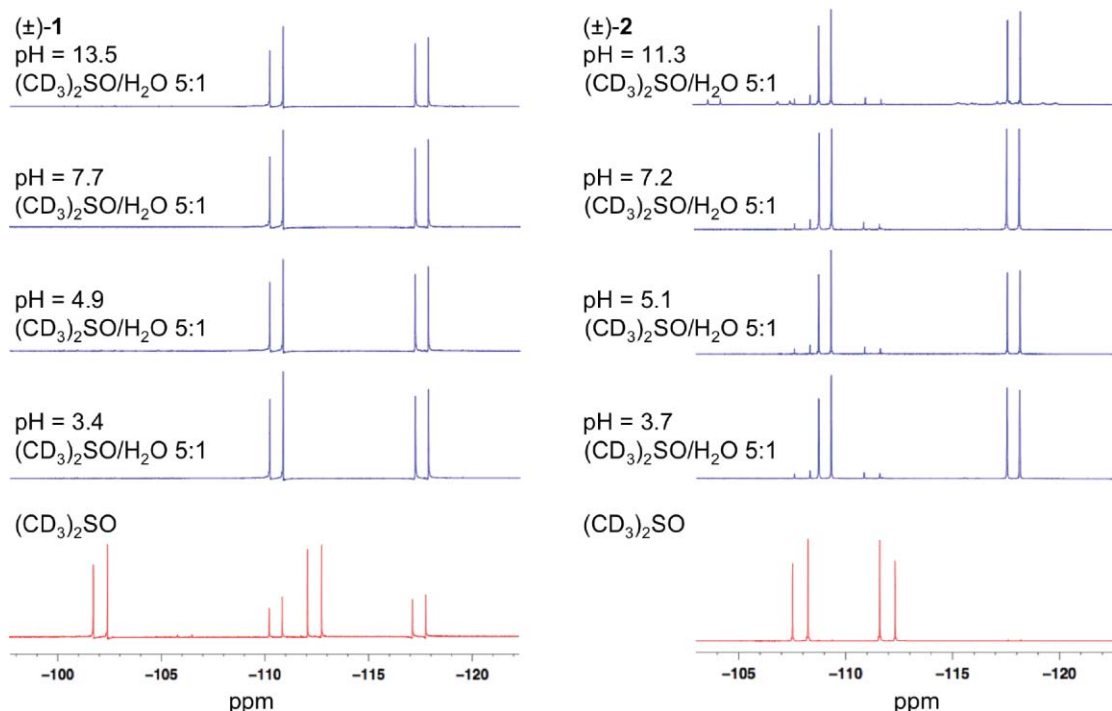 (±)-1
pH = 13.5
(CD₃)₂SO/H₂O 5:1
pH = 7.7
(CD₃)₂SO/H₂O 5:1
pH = 4.9
(CD₃)₂SO/H₂O 5:1
pH = 3.4
(CD₃)₂SO/H₂O 5:1
(CD₃)₂SO
−100 −105 −110 −115 −120
ppm
(±)-2
pH = 11.3
(CD₃)₂SO/H₂O 5:1
pH = 7.2
(CD₃)₂SO/H₂O 5:1
pH = 5.1
(CD₃)₂SO/H₂O 5:1
pH = 3.7
(CD₃)₂SO/H₂O 5:1
(CD₃)₂SO
−105 −110 −115 −120
ppm